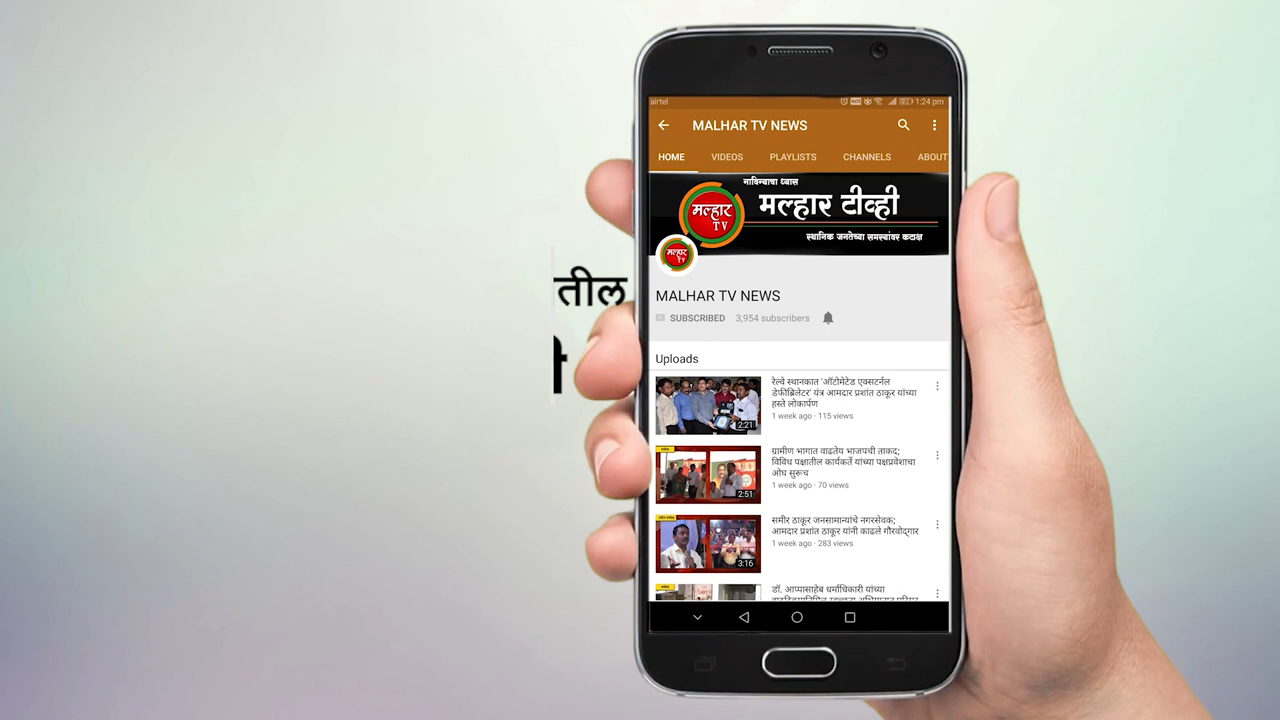 airtel 1:24 pm
MALHAR TV NEWS
HOME VIDEOS PLAYLISTS CHANNELS ABOUT
नाविन्याचा ध्यास
मल्हार टीव्ही
मल्हार
TV
स्थानिक जनतेच्या समस्यांवर कटाक्ष
मल्हार
TV
तील
MALHAR TV NEWS
SUBSCRIBED 3,954 subscribers
Uploads
रेल्वे स्थानकात 'ऑटोमेटेड एक्सटर्नल
डेफीब्रिलेटर' यंत्र आमदार प्रशांत ठाकूर यांच्या
हस्ते लोकार्पण
1 week ago · 115 views
2:21
ग्रामीण भागात वाढतेय भाजपची ताकद;
विविध पक्षातील कार्यकर्ते यांच्या पक्षप्रवेशाचा
ओघ सुरूच
1 week ago · 70 views
2:51
समीर ठाकूर जनसामान्यांचे नगरसेवक;
आमदार प्रशांत ठाकूर यांनी काढले गौरवोद्गार
1 week ago · 283 views
3:16
डॉ. आप्पासाहेब धर्माधिकारी यांच्या